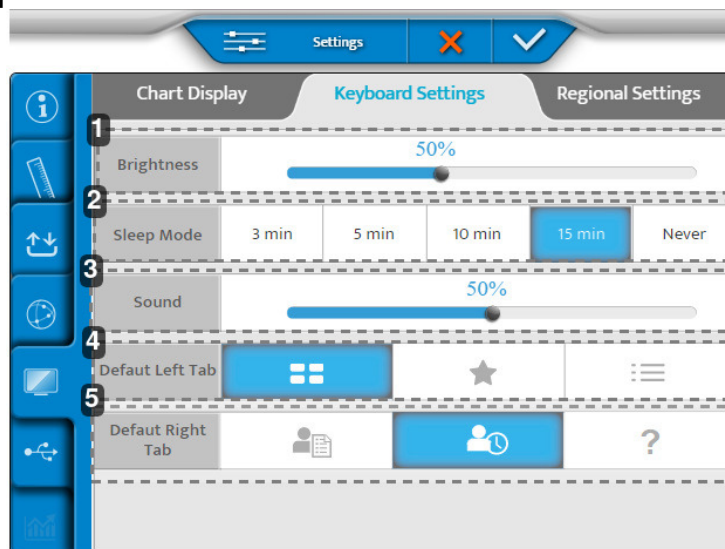 Settings
Chart Display Keyboard Settings Regional Settings
1
Brightness 50%
2
Sleep Mode 3 min 5 min 10 min 15 min Never
3
Sound 50%
4
Defaut Left Tab
5
Defaut Right
Tab ?